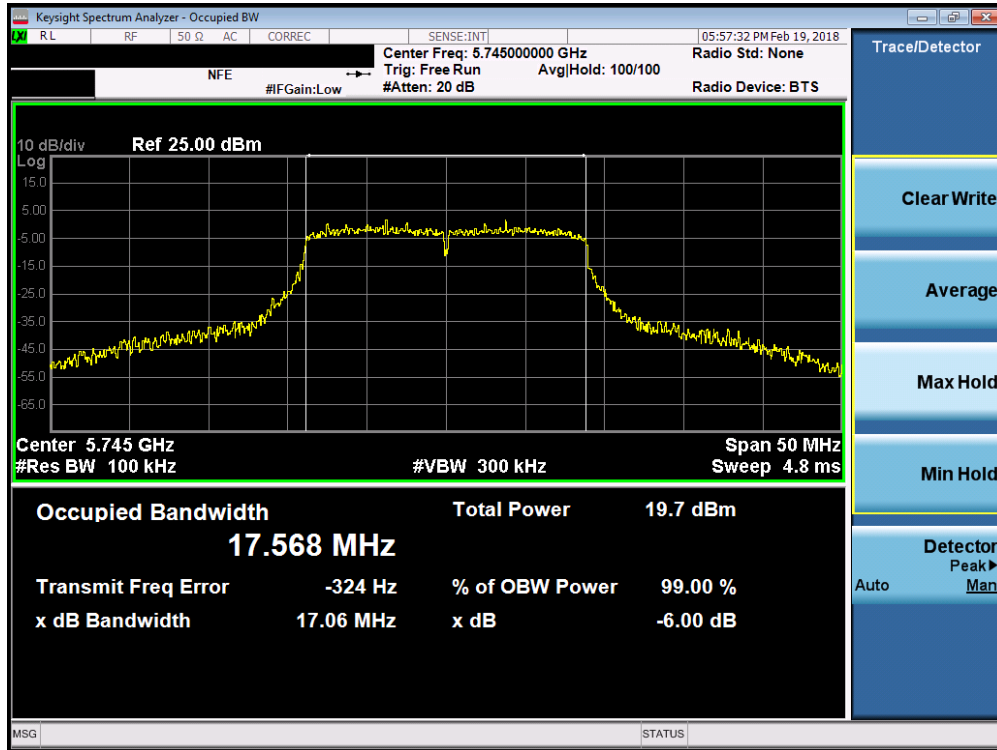 Keysight Spectrum Analyzer - Occupied BW
LXI RL RF 50 Ω AC CORREC SENSE:INT 05:57:32 PM Feb 19, 2018
Center Freq: 5.745000000 GHz Radio Std: None
NFE Trig: Free Run Avg|Hold: 100/100
#IFGain:Low #Atten: 20 dB Radio Device: BTS
10 dB/div Ref 25.00 dBm
Log
15.0
5.00
-5.00
-15.0
-25.0
-35.0
-45.0
-55.0
-65.0
Center 5.745 GHz Span 50 MHz
#Res BW 100 kHz #VBW 300 kHz Sweep 4.8 ms
Occupied Bandwidth Total Power 19.7 dBm
17.568 MHz
Transmit Freq Error -324 Hz % of OBW Power 99.00 %
x dB Bandwidth 17.06 MHz x dB -6.00 dB
MSG STATUS
Trace/Detector
Clear Write
Average
Max Hold
Min Hold
Detector
Peak▶
Auto Man